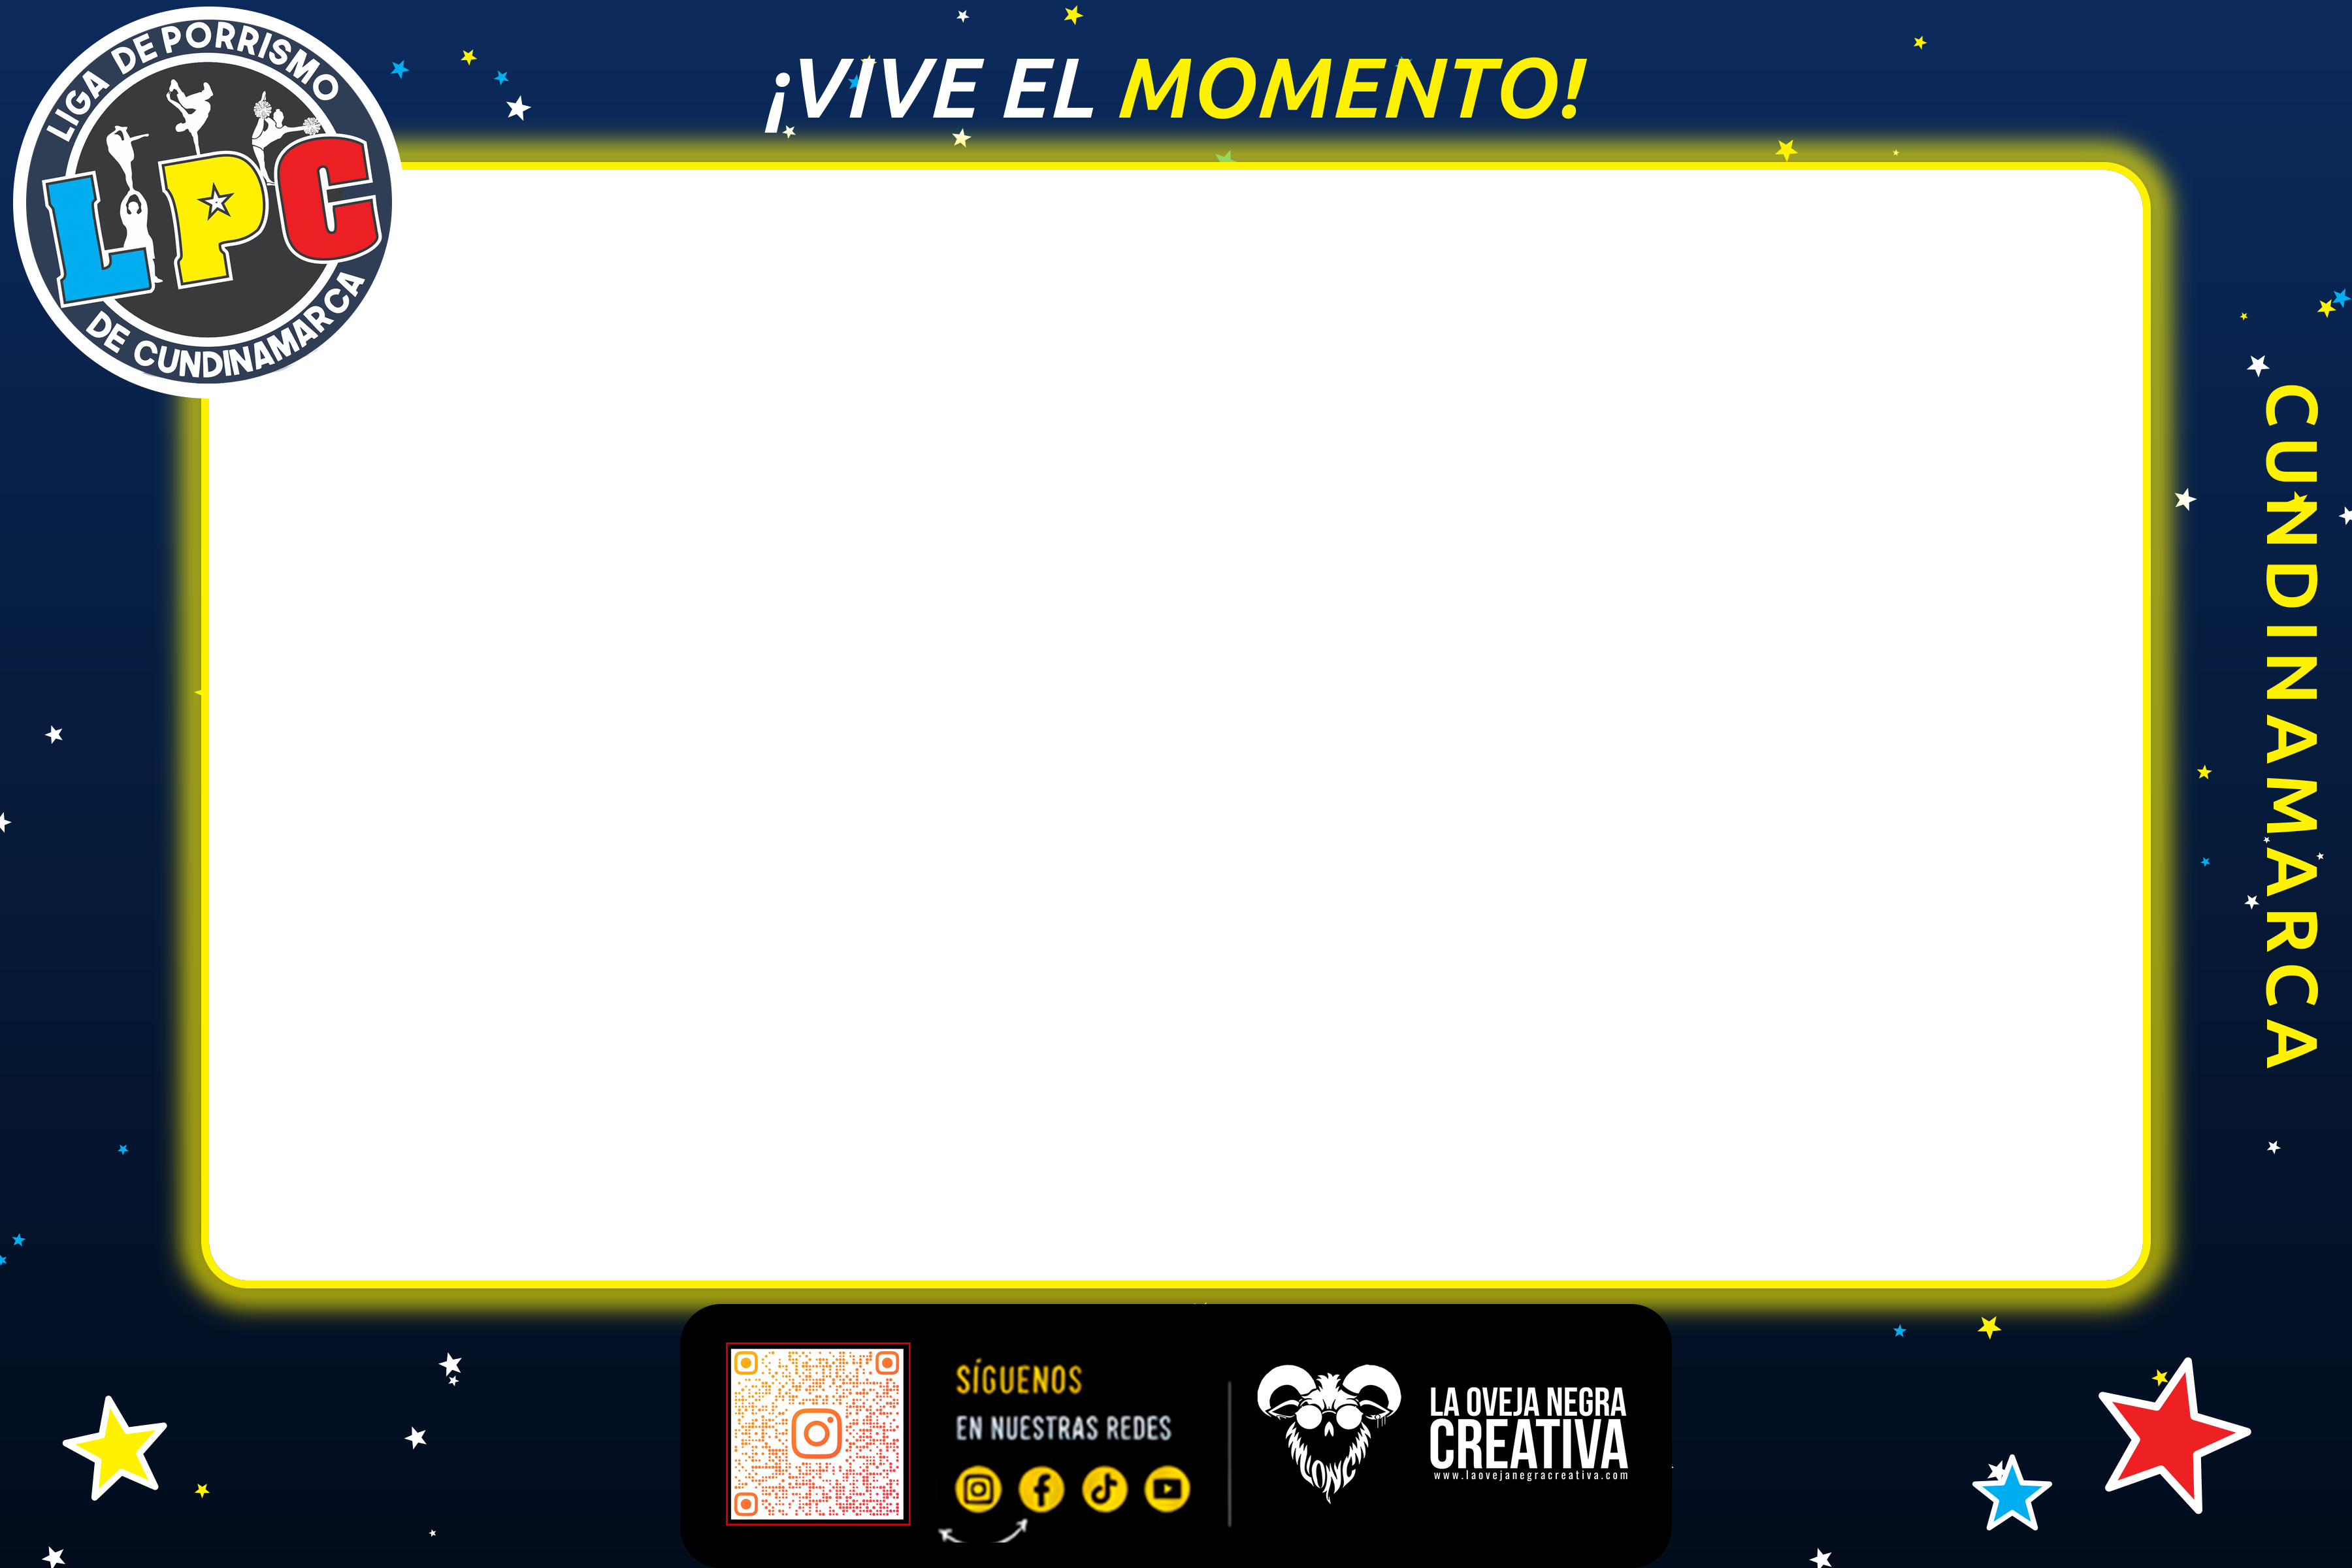 LIGA DE PORRISMO
LPC
DE CUNDINAMARCA
¡VIVE EL MOMENTO!
CUNDINAMARCA
SÍGUENOS
EN NUESTRAS REDES
LONC
LA OVEJA NEGRA
CREATIVA
www.laovejanegracreativa.com